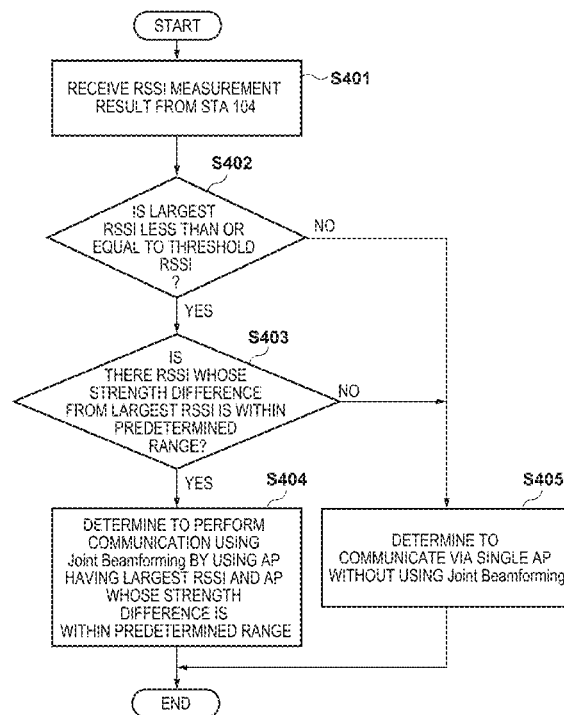 START
S401
RECEIVE RSSI MEASUREMENT
RESULT FROM STA 104
S402
IS LARGEST
RSSI LESS THAN OR
EQUAL TO THRESHOLD
RSSI
?
NO
YES
S403
IS
THERE RSSI WHOSE
STRENGTH DIFFERENCE
FROM LARGEST RSSI IS WITHIN
PREDETERMINED
RANGE?
NO
YES
S404
DETERMINE TO PERFORM
COMMUNICATION USING
Joint Beamforming BY USING AP
HAVING LARGEST RSSI AND AP
WHOSE STRENGTH
DIFFERENCE IS
WITHIN PREDETERMINED RANGE
S405
DETERMINE TO
COMMUNICATE VIA SINGLE AP
WITHOUT USING Joint Beamforming
END